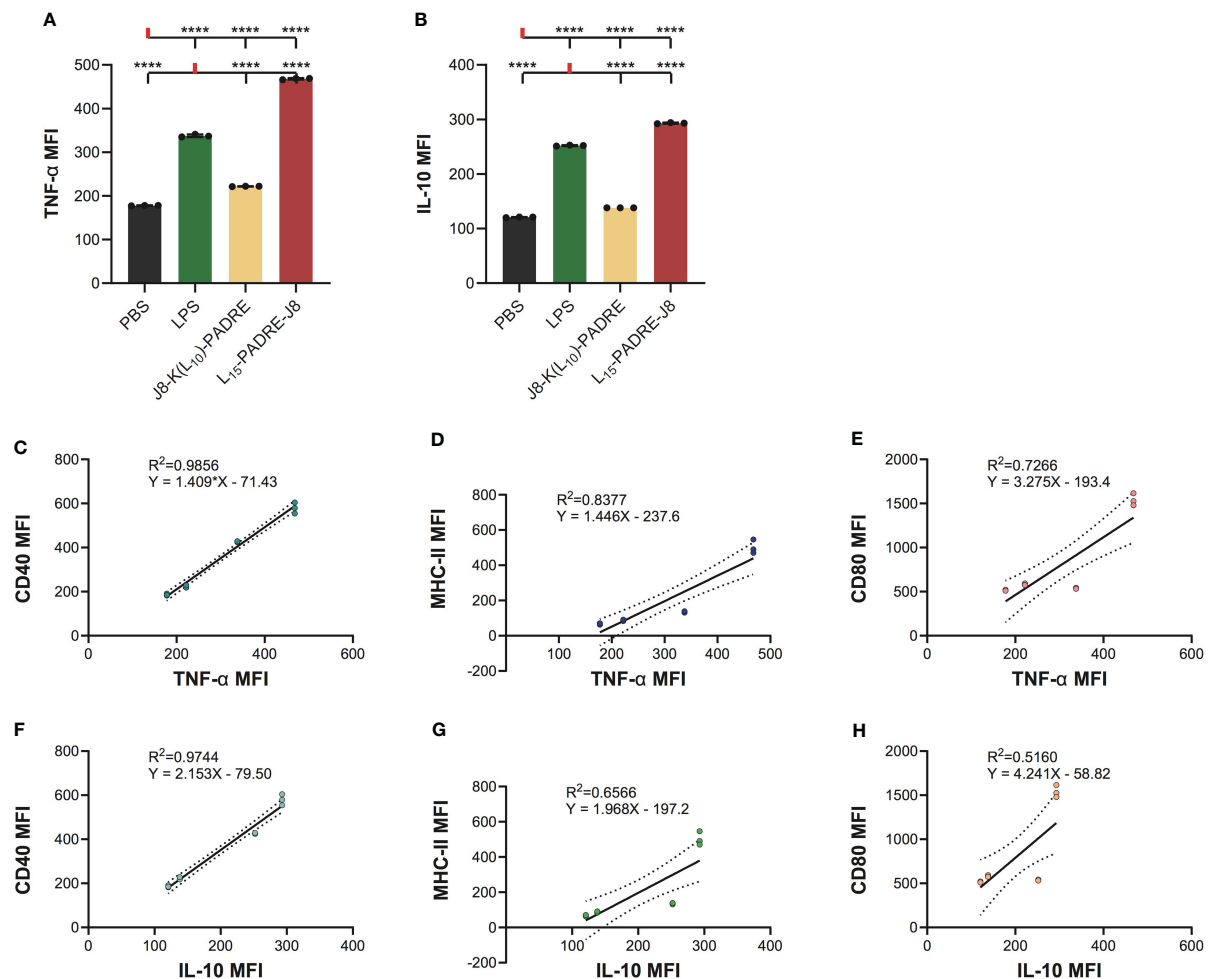 A
**** **** ****
**** **** ****
TNF-α MFI
500
400
300
200
100
0
PBS
LPS
J8-K(L10)-PADRE
L15-PADRE-J8
B
**** **** ****
**** **** ****
IL-10 MFI
400
300
200
100
0
PBS
LPS
J8-K(L10)-PADRE
L15-PADRE-J8
C
R2=0.9856
Y = 1.409*X - 71.43
CD40 MFI
800
600
400
200
0
0 200 400 600
TNF-α MFI
D
R2=0.8377
Y = 1.446X - 237.6
MHC-II MFI
800
600
400
200
0
-200
100 200 300 400 500
TNF-α MFI
E
R2=0.7266
Y = 3.275X - 193.4
CD80 MFI
2000
1500
1000
500
0
0 200 400 600
TNF-α MFI
F
R2=0.9744
Y = 2.153X - 79.50
CD40 MFI
800
600
400
200
0
0 100 200 300 400
IL-10 MFI
G
R2=0.6566
Y = 1.968X - 197.2
MHC-II MFI
800
600
400
200
0
-200
100 200 300 400
IL-10 MFI
H
R2=0.5160
Y = 4.241X - 58.82
CD80 MFI
2000
1500
1000
500
0
0 200 400 600
IL-10 MFI